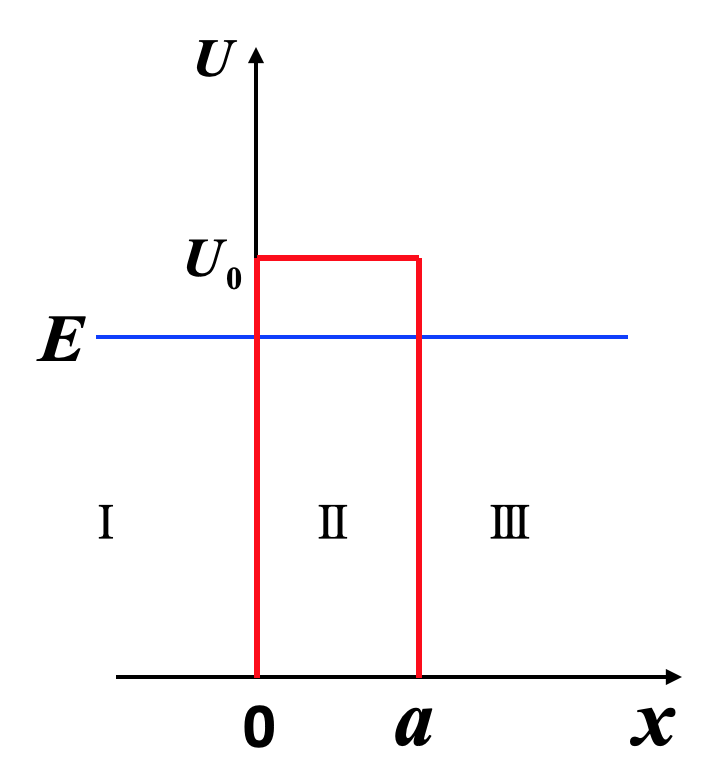 U
U₀
E
Ⅰ Ⅱ Ⅲ
0 a x